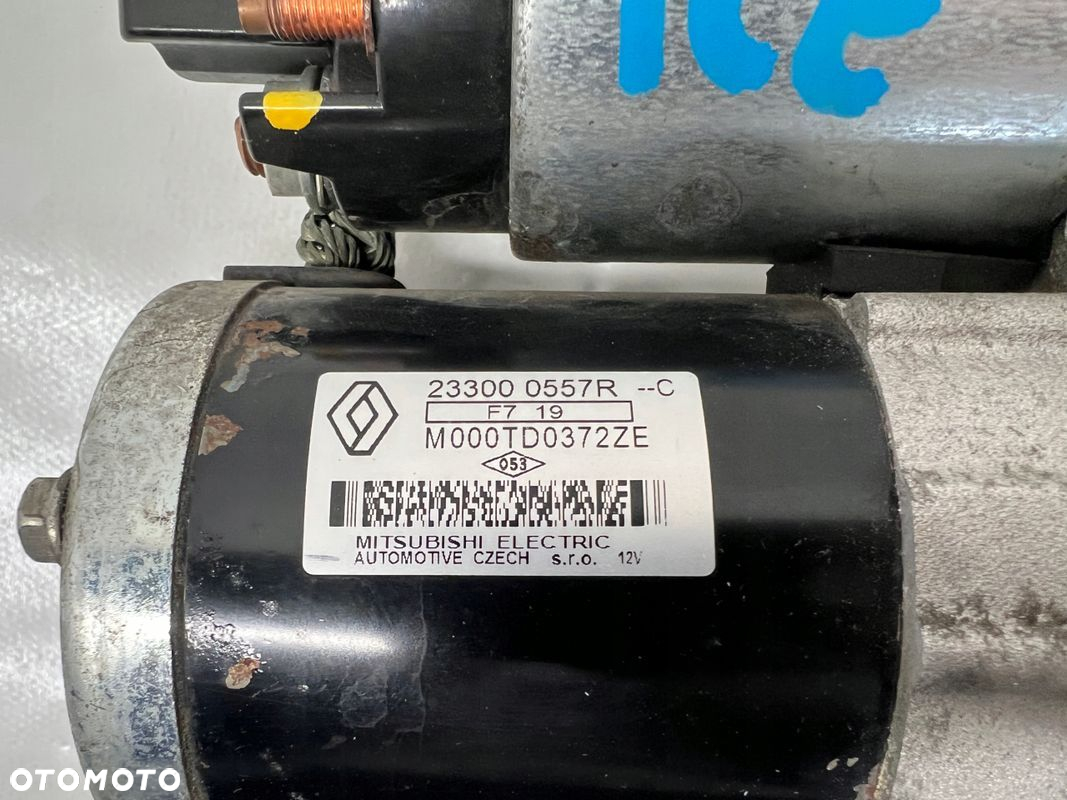 23300 0557R --C
F7 19
M000TD0372ZE
053
MITSUBISHI ELECTRIC
AUTOMOTIVE CZECH s.r.o. 12V
OTOMOTO